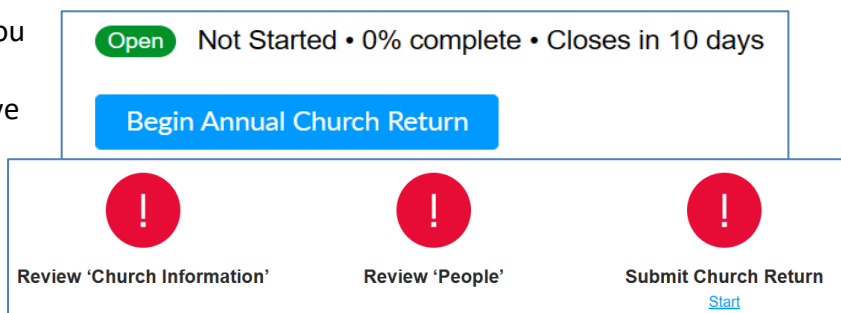 Open Not Started • 0% complete • Closes in 10 days
Begin Annual Church Return
! ! !
Review ‘Church Information’ Review ‘People’ Submit Church Return
Start